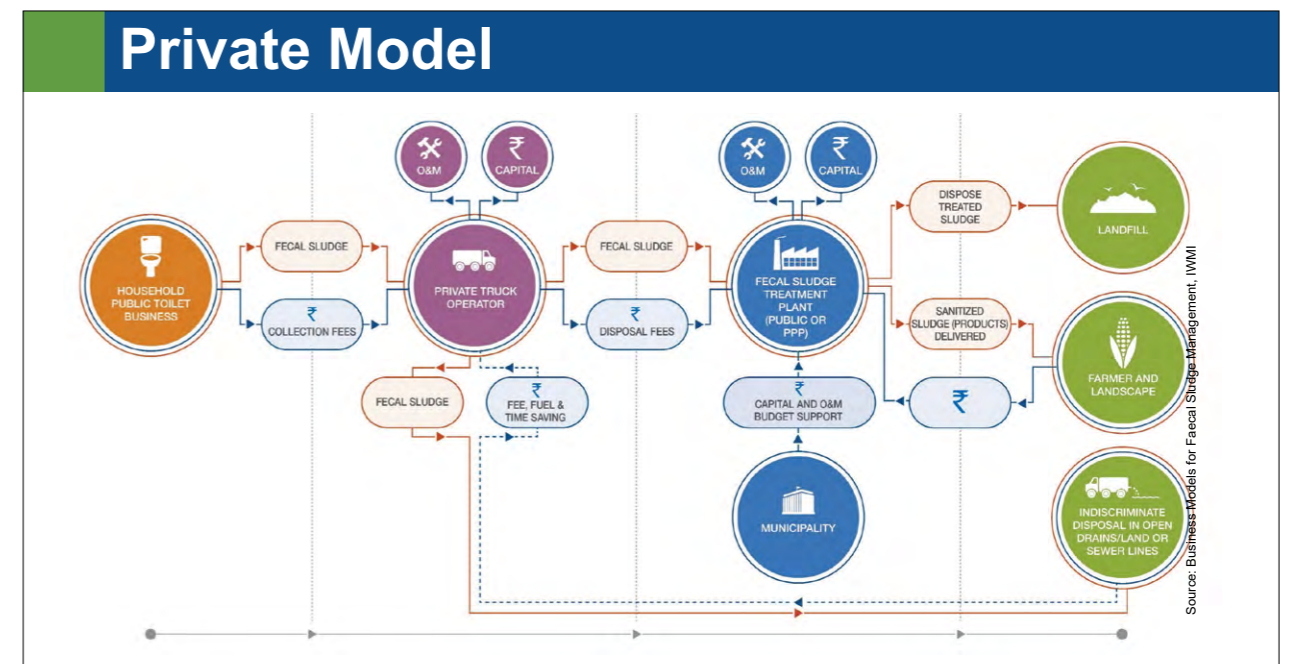 Private Model
O&M
₹
CAPITAL
O&M
₹
CAPITAL
HOUSEHOLD
PUBLIC TOILET
BUSINESS
FECAL SLUDGE
₹
COLLECTION FEES
PRIVATE TRUCK
OPERATOR
FECAL SLUDGE
₹
DISPOSAL FEES
FECAL SLUDGE
TREATMENT
PLANT
(PUBLIC OR
PPP)
DISPOSE
TREATED
SLUDGE
LANDFILL
SANITIZED
SLUDGE (PRODUCTS)
DELIVERED
₹
FARMER AND
LANDSCAPE
FECAL SLUDGE
₹
FEE, FUEL &
TIME SAVING
₹
CAPITAL AND O&M
BUDGET SUPPORT
MUNICIPALITY
INDISCRIMINATE
DISPOSAL IN OPEN
DRAINS/LAND OR
SEWER LINES
Source: Business Models for Faecal Sludge Management, IWMI